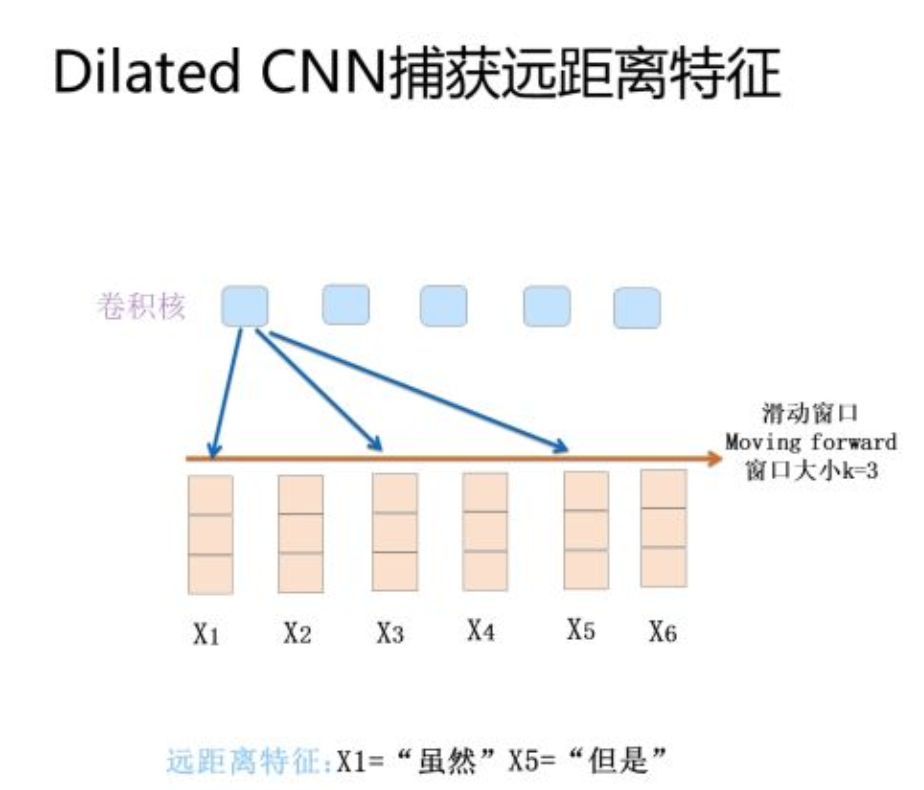 Dilated CNN捕获远距离特征
卷积核
滑动窗口
Moving forward
窗口大小k=3
X1 X2 X3 X4 X5 X6
远距离特征:X1=“虽然”X5=“但是”